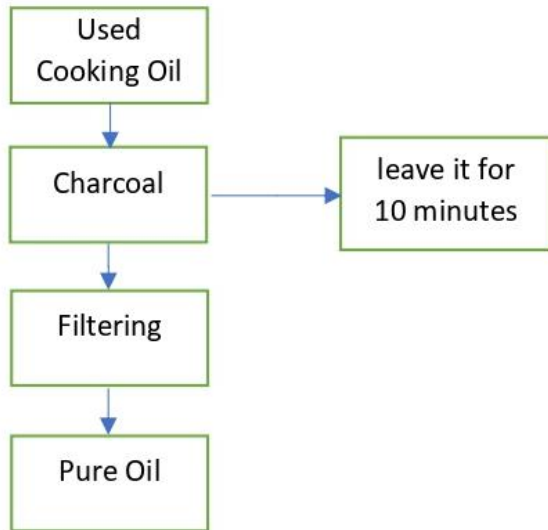 Used
Cooking Oil
Charcoal
leave it for
10 minutes
Filtering
Pure Oil